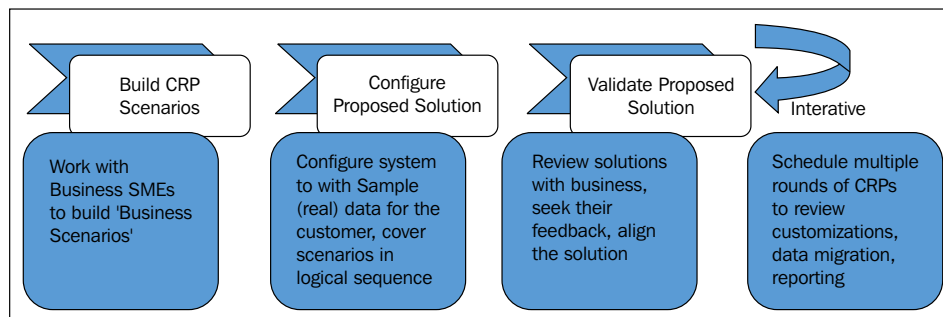 Build CRP
Scenarios
Configure
Proposed Solution
Validate Proposed
Solution
Interative
Work with
Business SMEs
to build 'Business
Scenarios'
Configure system
to with Sample
(real) data for the
customer, cover
scenarios in
logical sequence
Review solutions
with business,
seek their
feedback, align
the solution
Schedule multiple
rounds of CRPs
to review
customizations,
data migration,
reporting